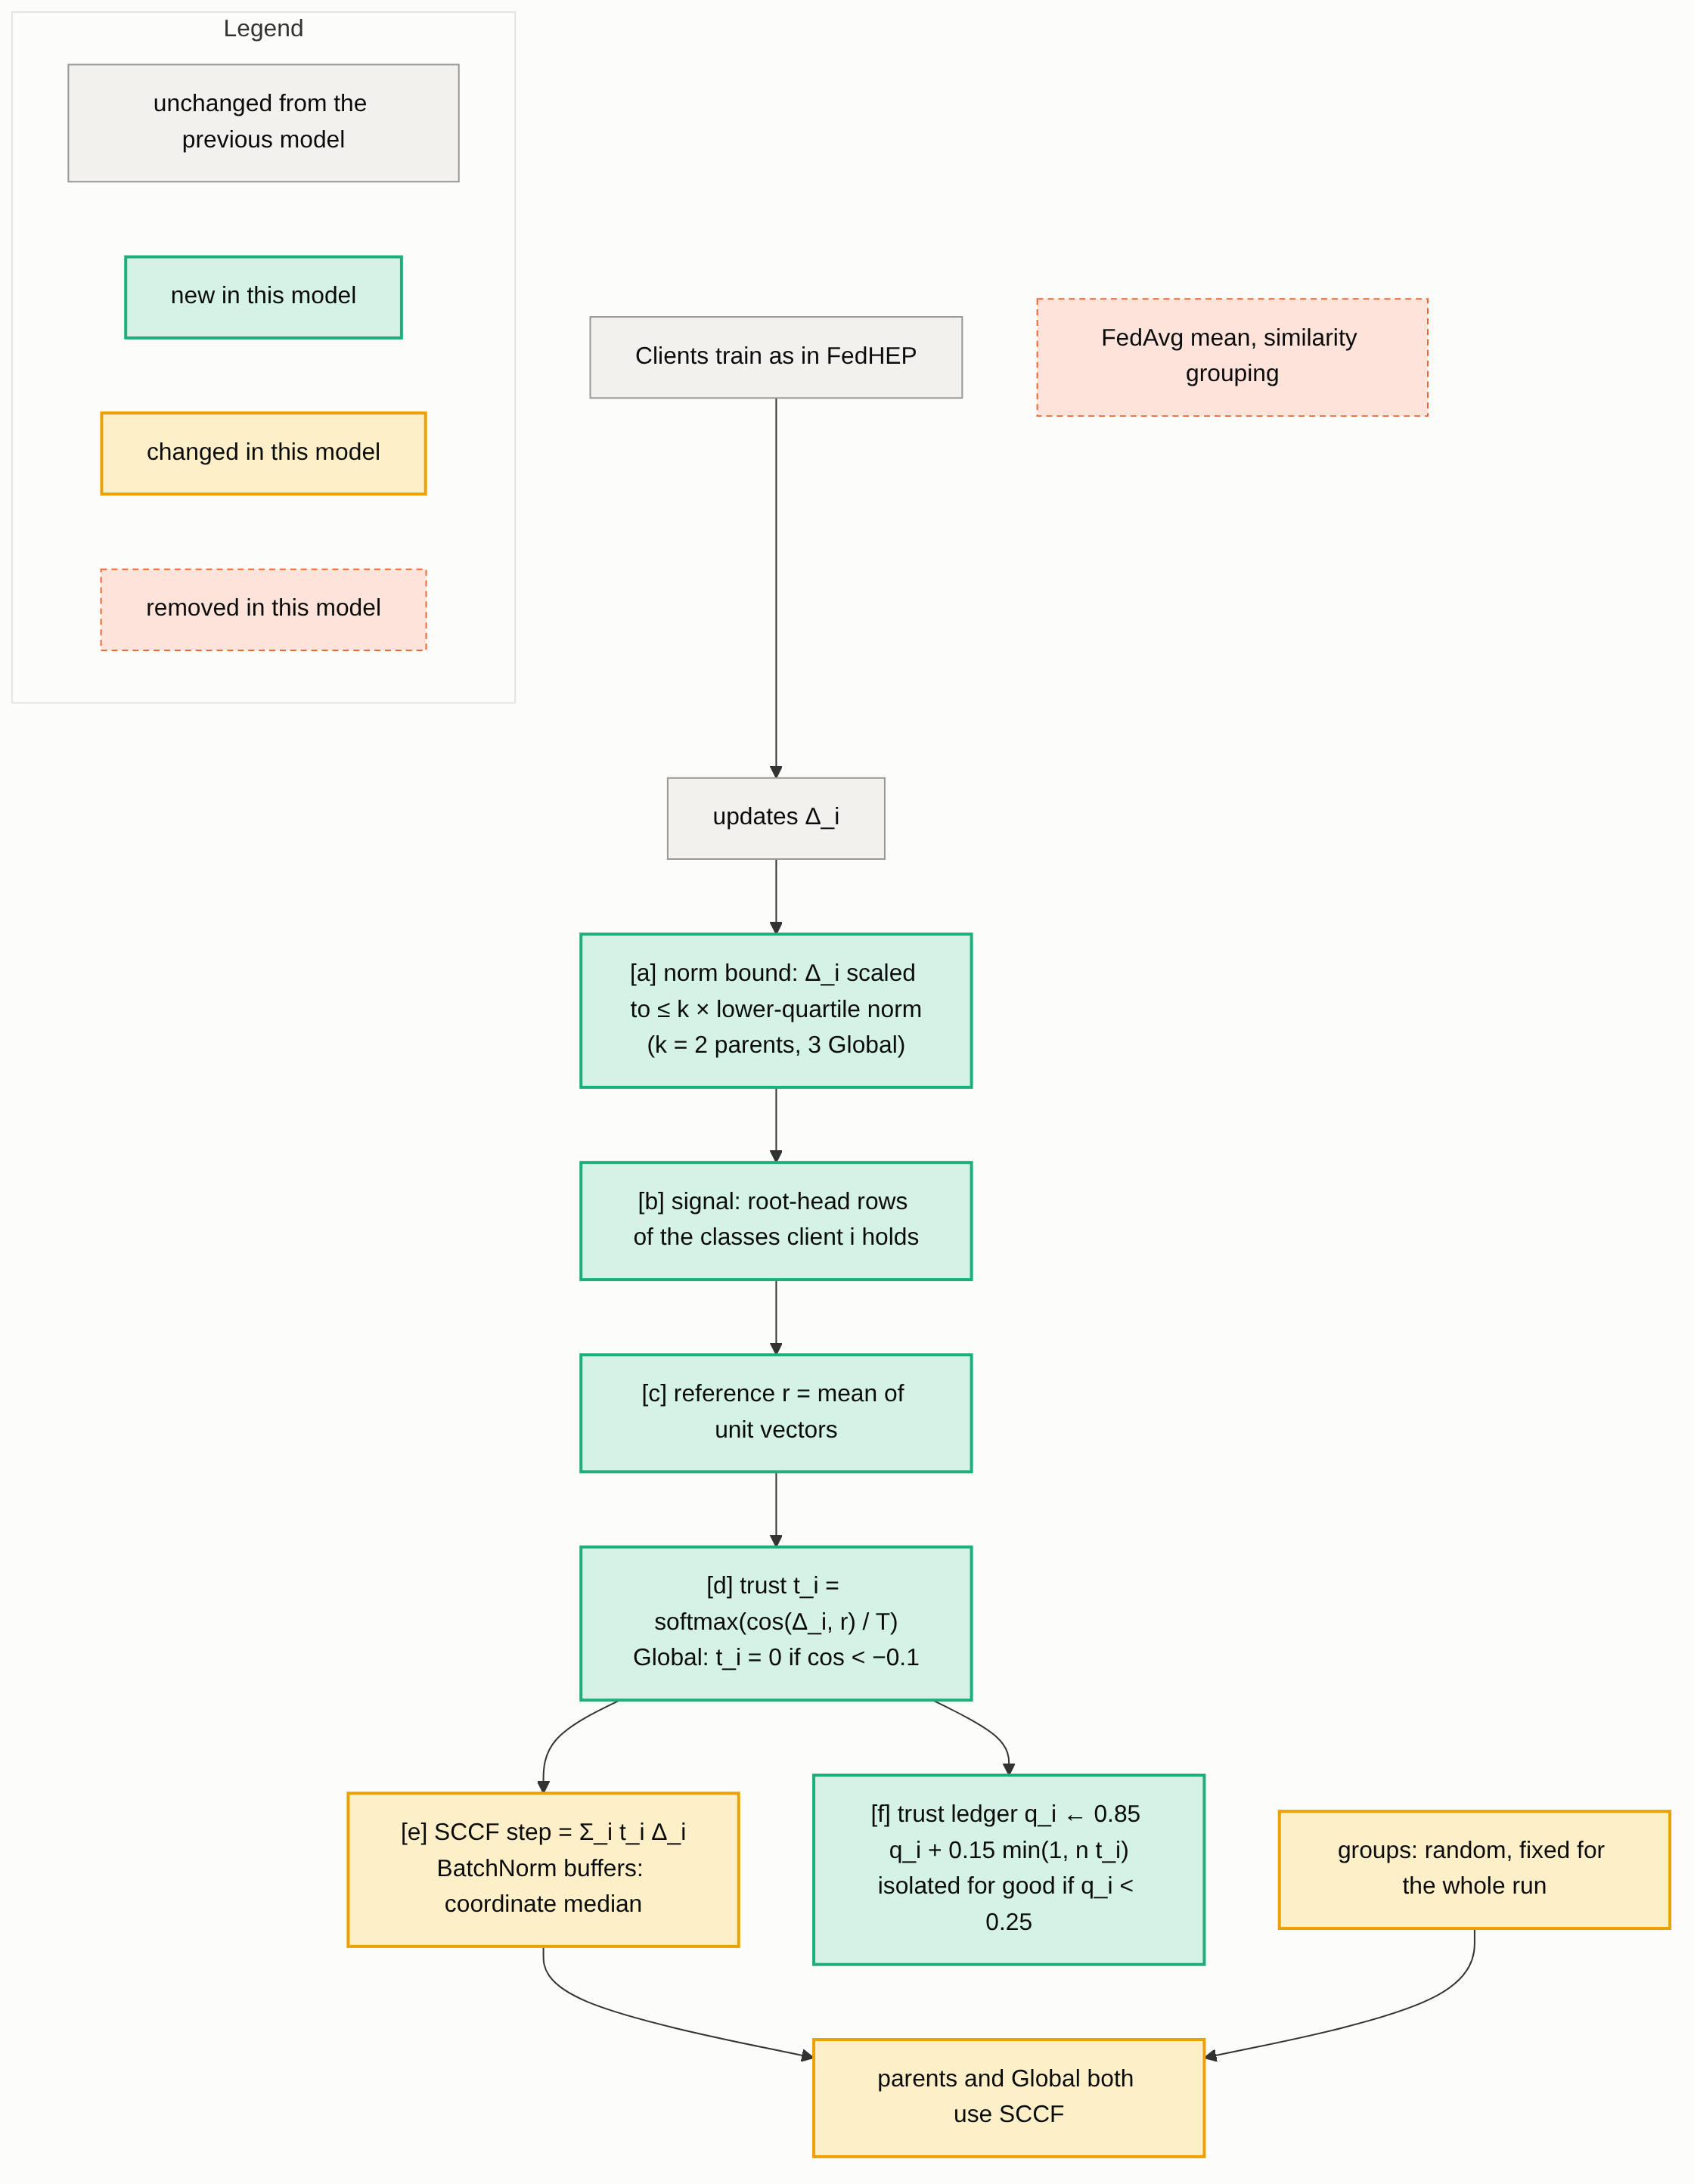 Legend
unchanged from the
previous model
new in this model
changed in this model
removed in this model
Clients train as in FedHEP
FedAvg mean, similarity
grouping
updates Δ_i
[a] norm bound: Δ_i scaled
to ≤ k × lower-quartile norm
(k = 2 parents, 3 Global)
[b] signal: root-head rows
of the classes client i holds
[c] reference r = mean of
unit vectors
[d] trust t_i =
softmax(cos(Δ_i, r) / T)
Global: t_i = 0 if cos < −0.1
[e] SCCF step = Σ_i t_i Δ_i
BatchNorm buffers:
coordinate median
[f] trust ledger q_i ← 0.85
q_i + 0.15 min(1, n t_i)
isolated for good if q_i <
0.25
groups: random, fixed for
the whole run
parents and Global both
use SCCF